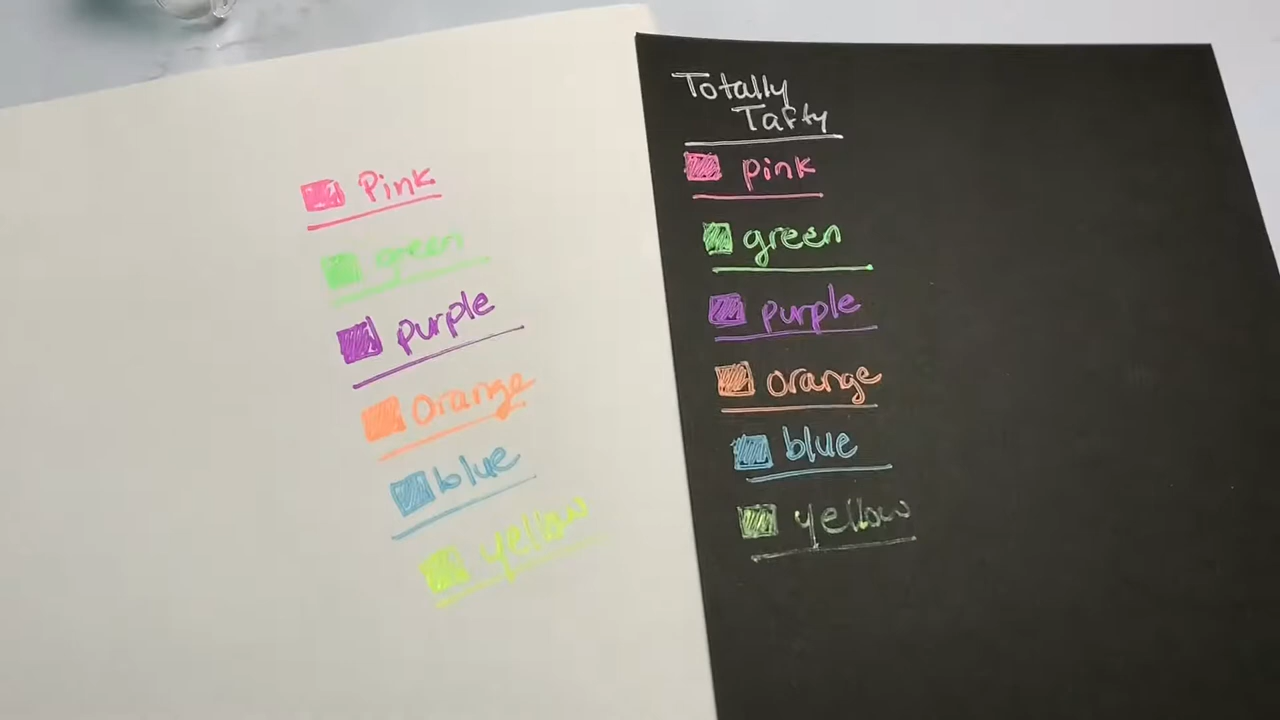 Pink
green
purple
Orange
blue
yellow
Totally
Tafty
pink
green
purple
orange
blue
yellow